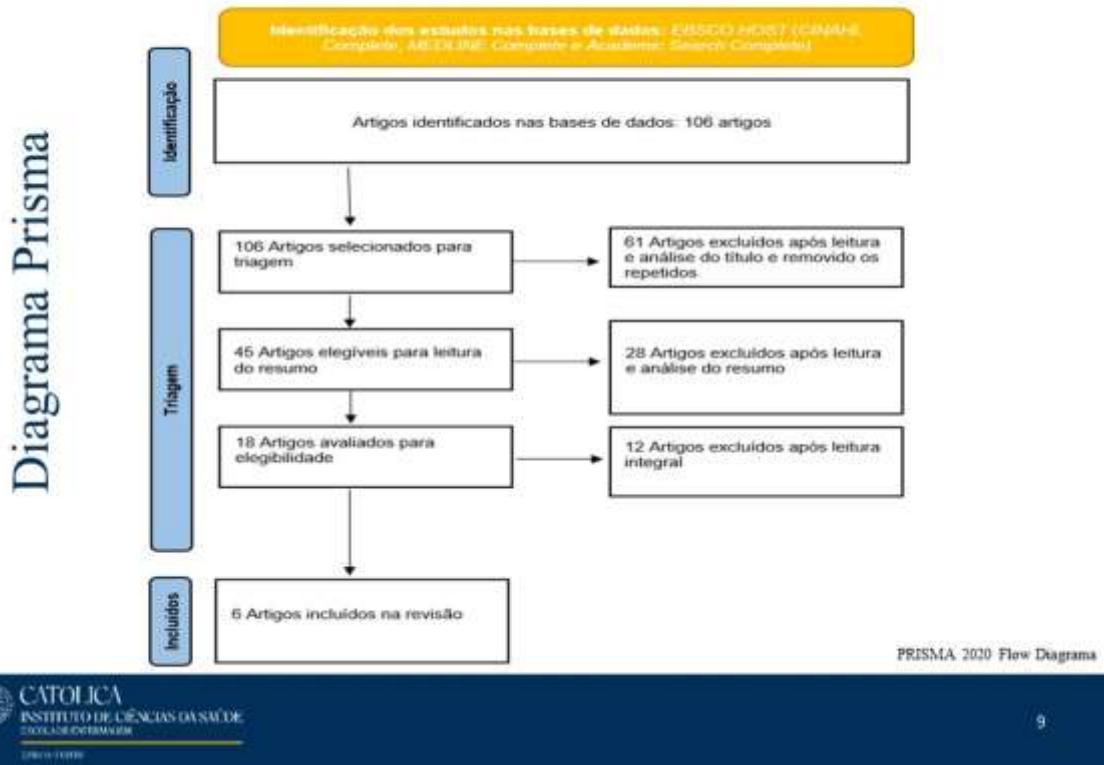 Diagrama Prisma
Identificação dos estudos nas bases de dados: EBSCO HOST (CINAHL
Complete, MEDLINE Complete e Academic Search Complete)
Identificação
Artigos identificados nas bases de dados: 106 artigos
Triagem
106 Artigos selecionados para
triagem
61 Artigos excluídos após leitura
e análise do título e removido os
repetidos
45 Artigos elegíveis para leitura
do resumo
28 Artigos excluídos após leitura
e análise do resumo
18 Artigos avaliados para
elegibilidade
12 Artigos excluídos após leitura
integral
Incluídos
6 Artigos incluídos na revisão
PRISMA 2020 Flow Diagrama
CATOLICA
INSTITUTO DE CIÊNCIAS DA SAÚDE
ESCOLA DE ENFERMAGEM
9